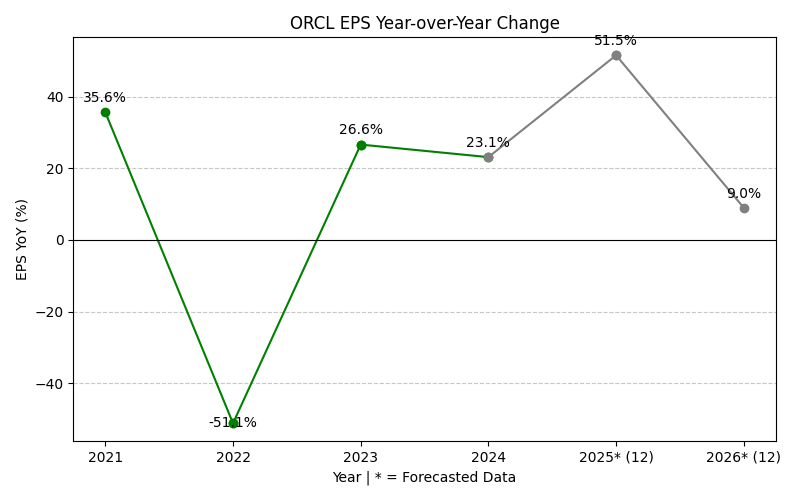 ORCL EPS Year-over-Year Change
51.5%
35.6%
26.6%
23.1%
9.0%
-51.1%
EPS YoY (%)
40
20
0
−20
−40
2021 2022 2023 2024 2025* (12) 2026* (12)
Year | * = Forecasted Data